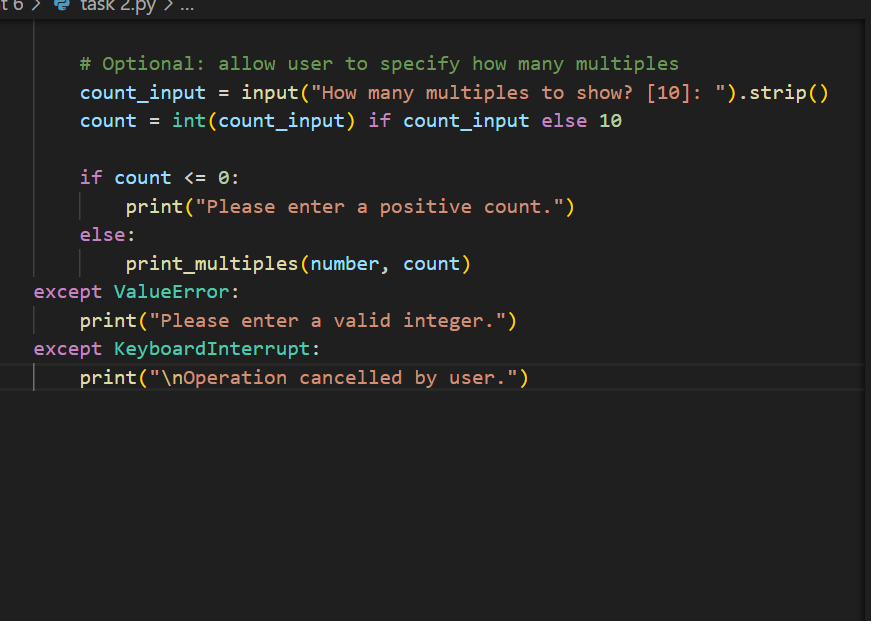 t 6 > task 2.py > ...
# Optional: allow user to specify how many multiples
count_input = input("How many multiples to show? [10]: ").strip()
count = int(count_input) if count_input else 10
if count <= 0:
print("Please enter a positive count.")
else:
print_multiples(number, count)
except ValueError:
print("Please enter a valid integer.")
except KeyboardInterrupt:
print("\nOperation cancelled by user.")